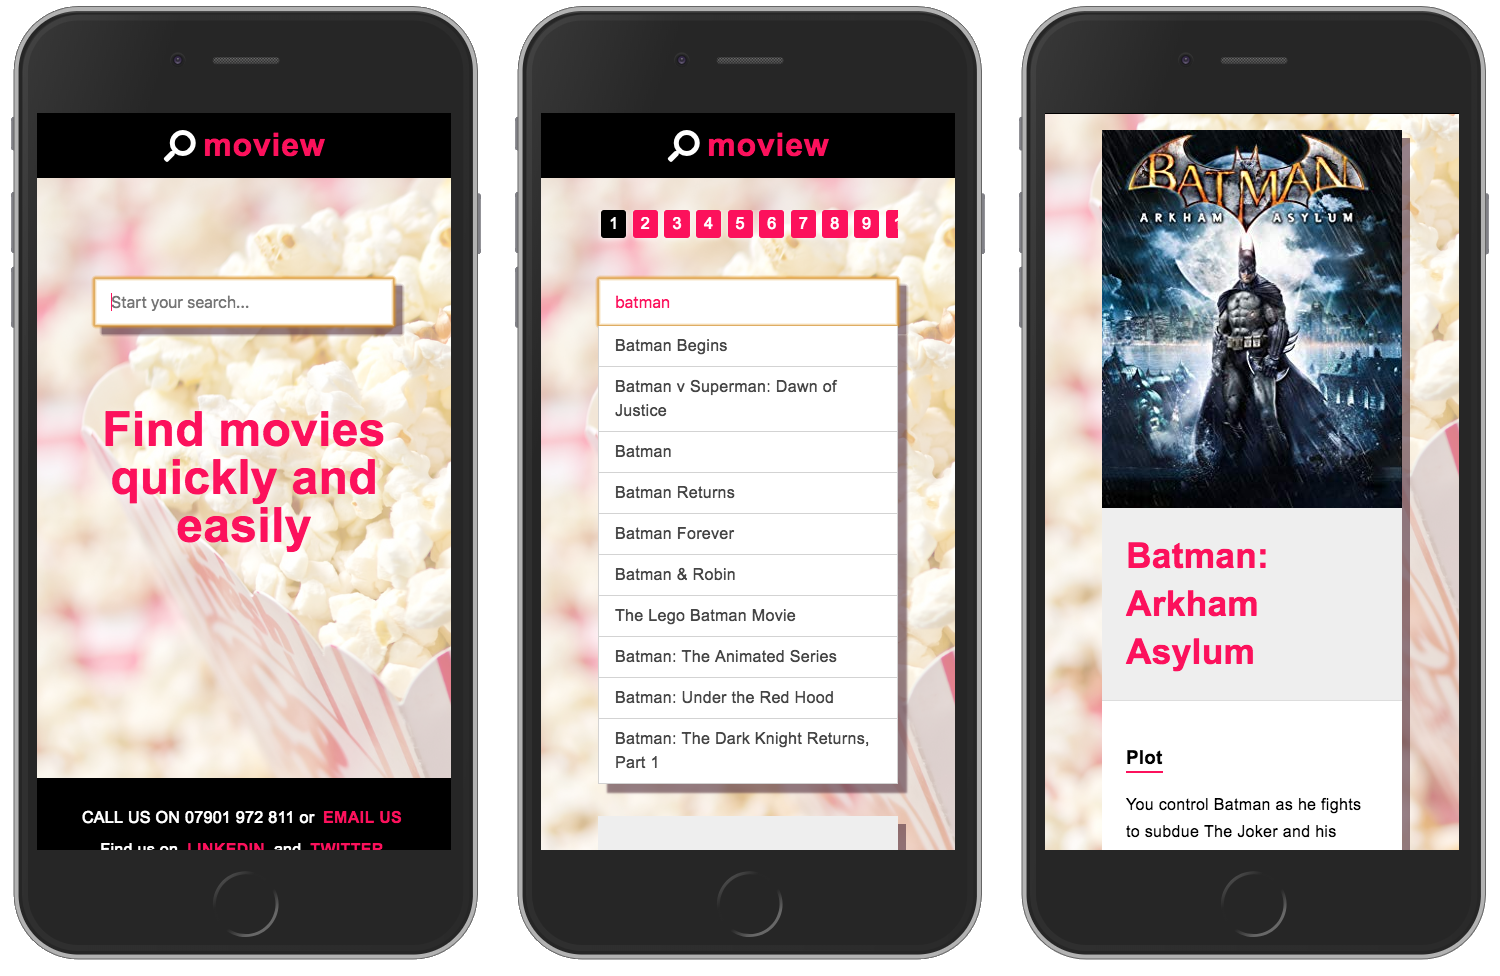 moview
Start your search...
Find movies
quickly and
easily
CALL US ON 07901 972 811 or EMAIL US
Find us on LINKEDIN and TWITTER
moview
1 2 3 4 5 6 7 8 9
batman
Batman Begins
Batman v Superman: Dawn of
Justice
Batman
Batman Returns
Batman Forever
Batman & Robin
The Lego Batman Movie
Batman: The Animated Series
Batman: Under the Red Hood
Batman: The Dark Knight Returns,
Part 1
BATMAN
ARKHAM ASYLUM
Batman:
Arkham
Asylum
Plot
You control Batman as he fights
to subdue The Joker and his